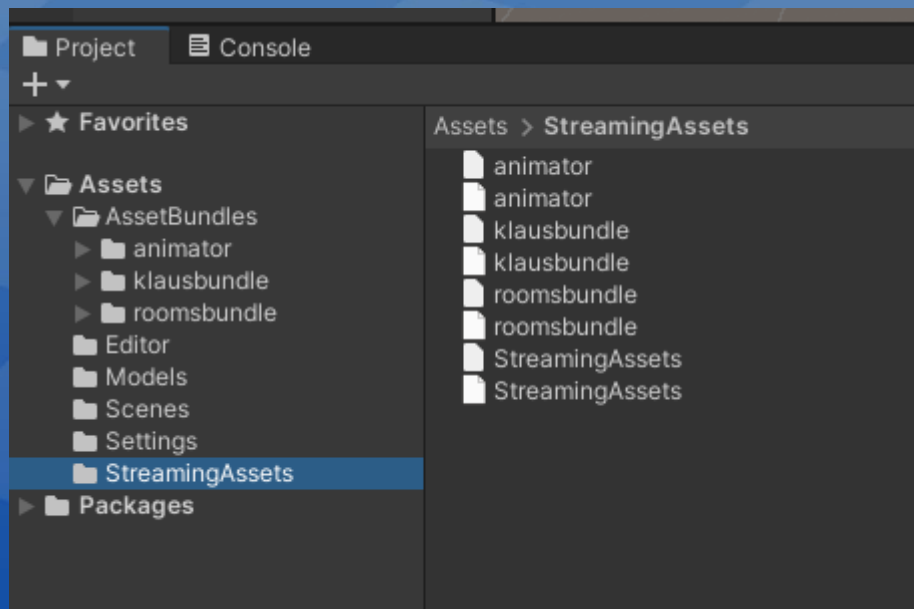 Project
Console
Favorites
Assets
AssetBundles
animator
klausbundle
roomsbundle
Editor
Models
Scenes
Settings
StreamingAssets
Packages
Assets > StreamingAssets
animator
animator
klausbundle
klausbundle
roomsbundle
roomsbundle
StreamingAssets
StreamingAssets